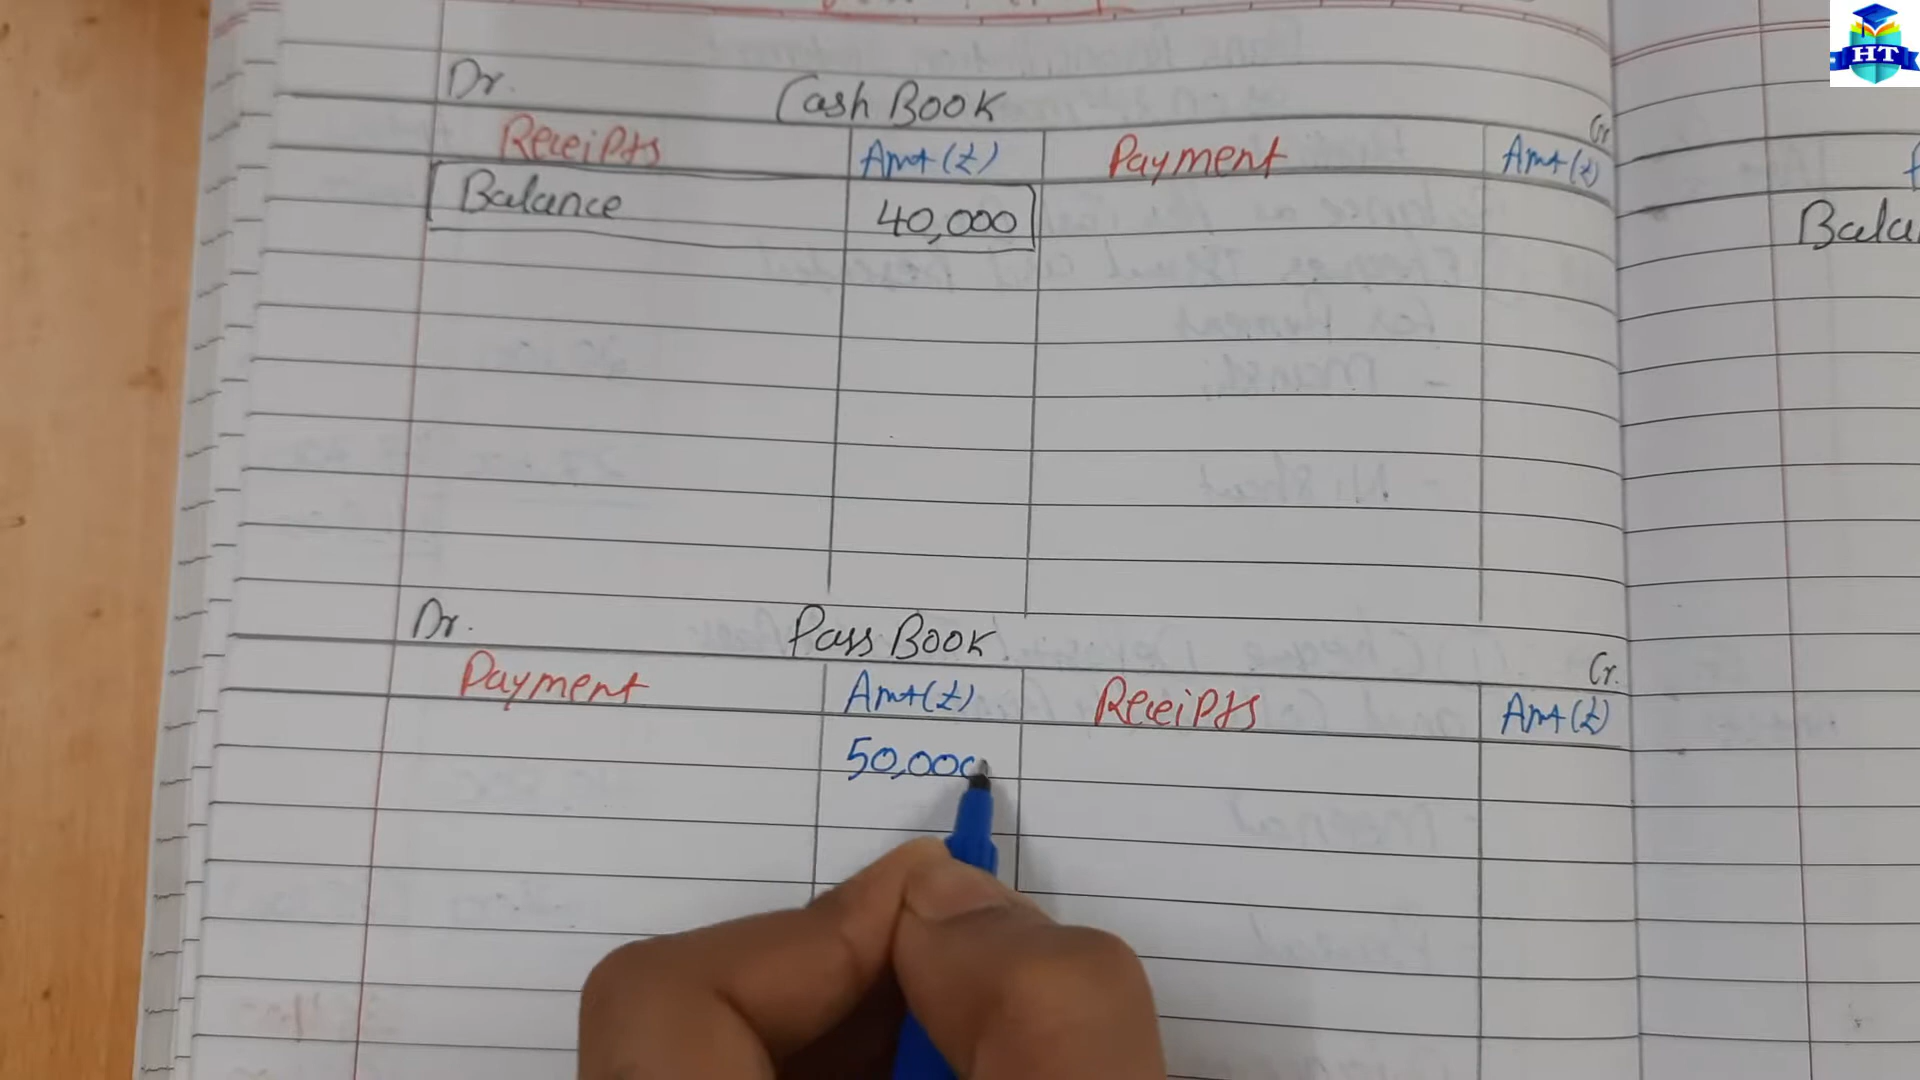 HT
Dr. Cash Book Cr
Receipts Amt(₹) Payment Amt(₹)
Balance 40,000
Bala
Dr. Pass Book Cr.
Payment Amt(₹) Receipts Amt(₹)
50,000